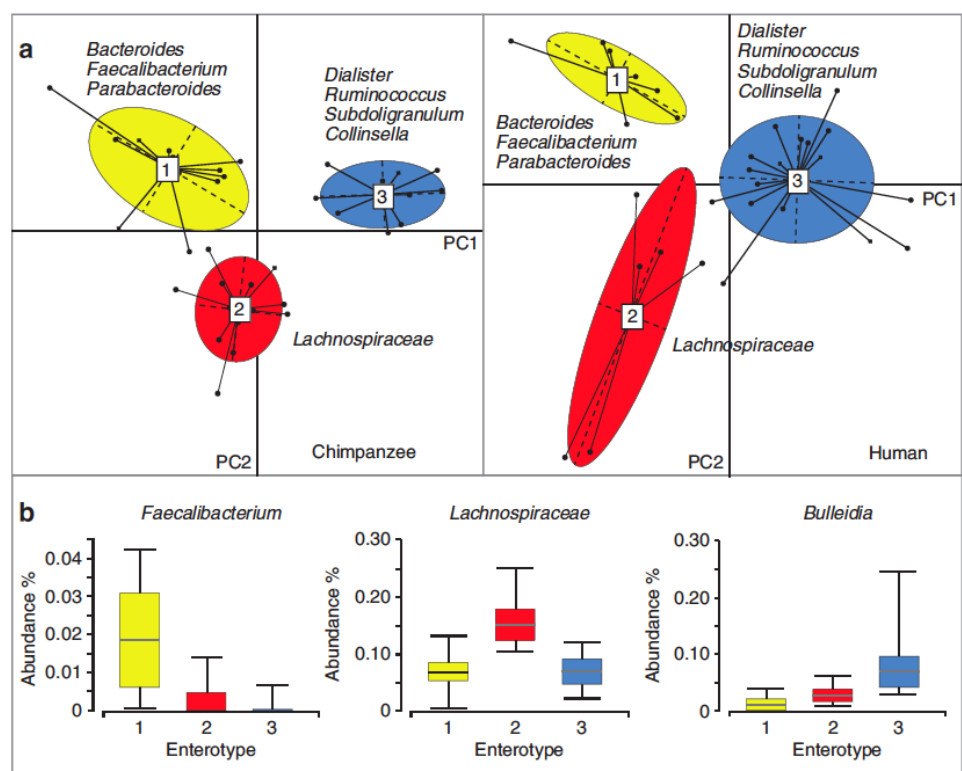 a
Bacteroides
Faecalibacterium
Parabacteroides
Dialister
Ruminococcus
Subdoligranulum
Collinsella
1
3
PC1
2
Lachnospiraceae
PC2
Chimpanzee
Dialister
Ruminococcus
Subdoligranulum
Collinsella
1
Bacteroides
Faecalibacterium
Parabacteroides
3
PC1
2
Lachnospiraceae
PC2
Human
b
Faecalibacterium
Abundance %
0.04
0.03
0.02
0.01
0
1 2 3
Enterotype
Lachnospiraceae
Abundance %
0.30
0.20
0.10
0
1 2 3
Enterotype
Bulleidia
Abundance %
0.30
0.20
0.10
0
1 2 3
Enterotype